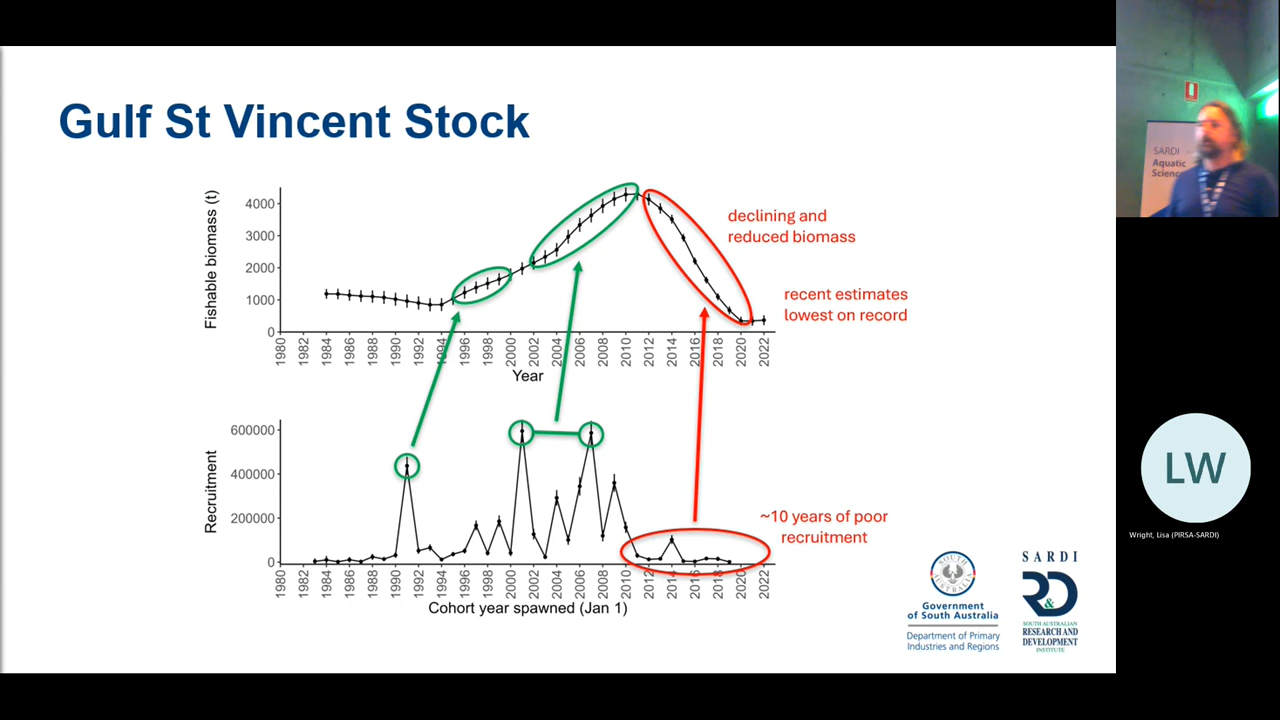 Gulf St Vincent Stock
Fishable biomass (t)
4000
3000
2000
1000
0
1980 1982 1984 1986 1988 1990 1992 1994 1996 1998 2000 2002 2004 2006 2008 2010 2012 2014 2016 2018 2020 2022
Year
declining and
reduced biomass
recent estimates
lowest on record
Recruitment
600000
400000
200000
0
1980 1982 1984 1986 1988 1990 1992 1994 1996 1998 2000 2002 2004 2006 2008 2010 2012 2014 2016 2018 2020 2022
Cohort year spawned (Jan 1)
~10 years of poor
recruitment
SOUTH
AUSTRALIA
Government
of South Australia
Department of Primary
Industries and Regions
SARDI
R&D
SOUTH AUSTRALIAN
RESEARCH AND
DEVELOPMENT
INSTITUTE
SARDI
Aquatic
LW
Wright, Lisa (PIRSA-SARDI)